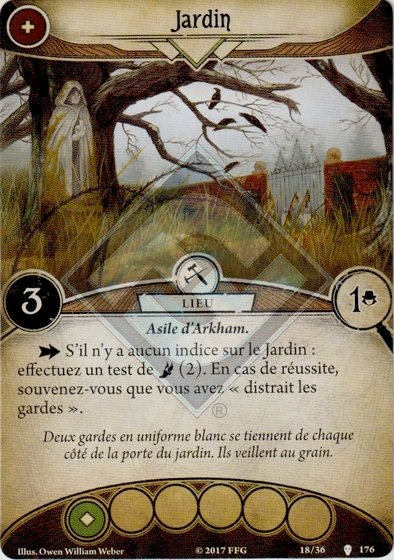 Jardin
3
LIEU
1
Asile d'Arkham.
S'il n'y a aucun indice sur le Jardin :
effectuez un test de (2). En cas de réussite,
souvenez-vous que vous avez « distrait les
gardes ».
Deux gardes en uniforme blanc se tiennent de chaque
côté de la porte du jardin. Ils veillent au grain.
®
Illus. Owen William Weber © 2017 FFG 18/36 176